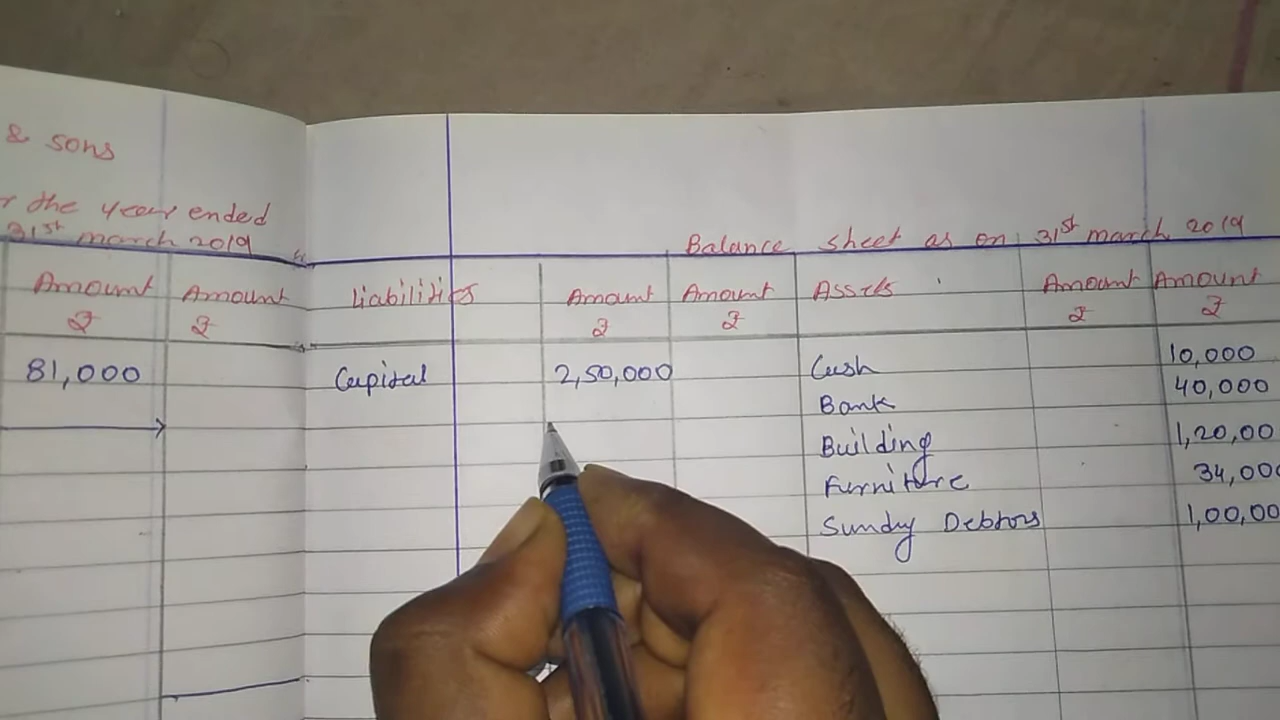 & sons
r the year ended
31st march 2019
Balance sheet as on 31st march 2019
Amount ₹ Amount ₹ Liabilities Amount ₹ Amount ₹ Assets Amount ₹ Amount ₹
81,000 Capital 2,50,000 Cash 10,000
Bank 40,000
Building 1,20,00
Furniture 34,000
Sundry Debtors 1,00,00